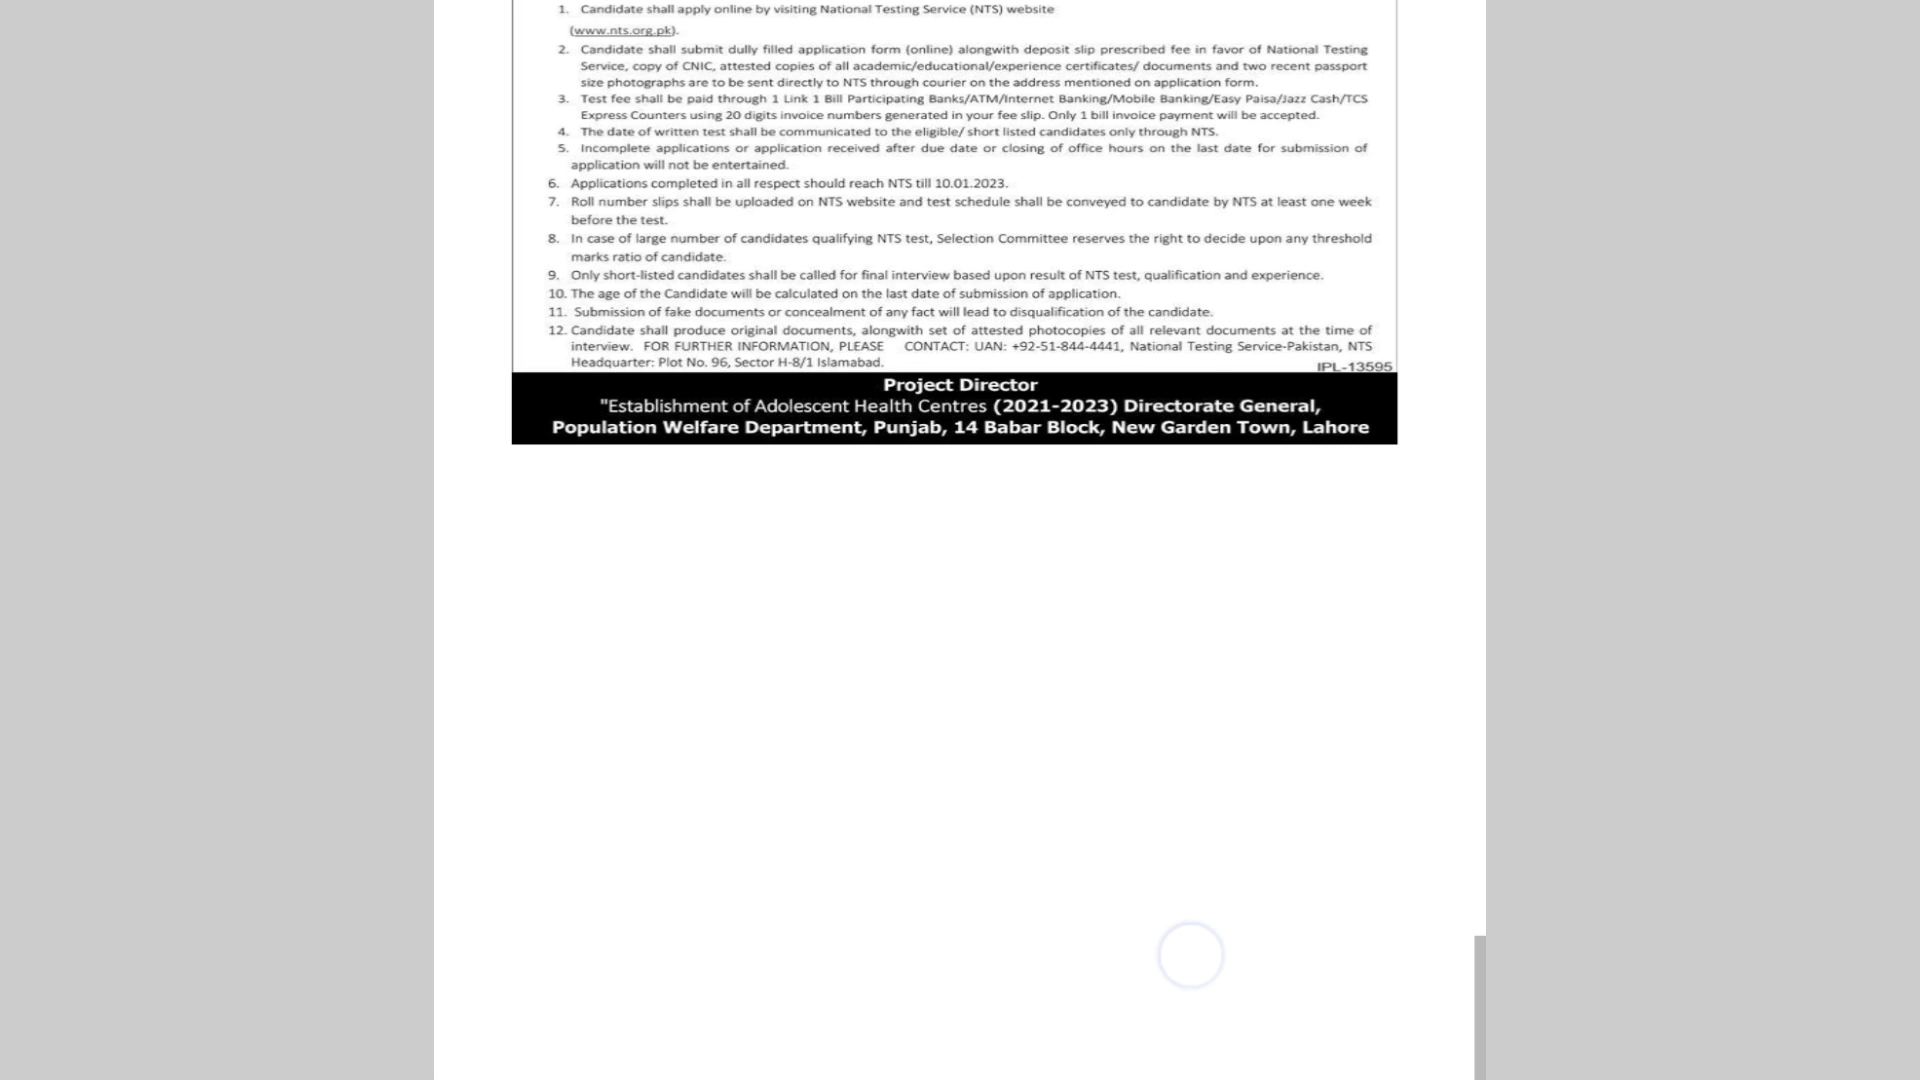 1. Candidate shall apply online by visiting National Testing Service (NTS) website
(www.nts.org.pk).
2. Candidate shall submit dully filled application form (online) alongwith deposit slip prescribed fee in favor of National Testing
Service, copy of CNIC, attested copies of all academic/educational/experience certificates/ documents and two recent passport
size photographs are to be sent directly to NTS through courier on the address mentioned on application form.
3. Test fee shall be paid through 1 Link 1 Bill Participating Banks/ATM/Internet Banking/Mobile Banking/Easy Paisa/Jazz Cash/TCS
Express Counters using 20 digits invoice numbers generated in your fee slip. Only 1 bill invoice payment will be accepted.
4. The date of written test shall be communicated to the eligible/ short listed candidates only through NTS.
5. Incomplete applications or application received after due date or closing of office hours on the last date for submission of
application will not be entertained.
6. Applications completed in all respect should reach NTS till 10.01.2023.
7. Roll number slips shall be uploaded on NTS website and test schedule shall be conveyed to candidate by NTS at least one week
before the test.
8. In case of large number of candidates qualifying NTS test, Selection Committee reserves the right to decide upon any threshold
marks ratio of candidate.
9. Only short-listed candidates shall be called for final interview based upon result of NTS test, qualification and experience.
10. The age of the Candidate will be calculated on the last date of submission of application.
11. Submission of fake documents or concealment of any fact will lead to disqualification of the candidate.
12. Candidate shall produce original documents, alongwith set of attested photocopies of all relevant documents at the time of
interview. FOR FURTHER INFORMATION, PLEASE CONTACT: UAN: +92-51-844-4441, National Testing Service-Pakistan, NTS
Headquarter: Plot No. 96, Sector H-8/1 Islamabad.
IPL-13595
Project Director
"Establishment of Adolescent Health Centres (2021-2023) Directorate General,
Population Welfare Department, Punjab, 14 Babar Block, New Garden Town, Lahore